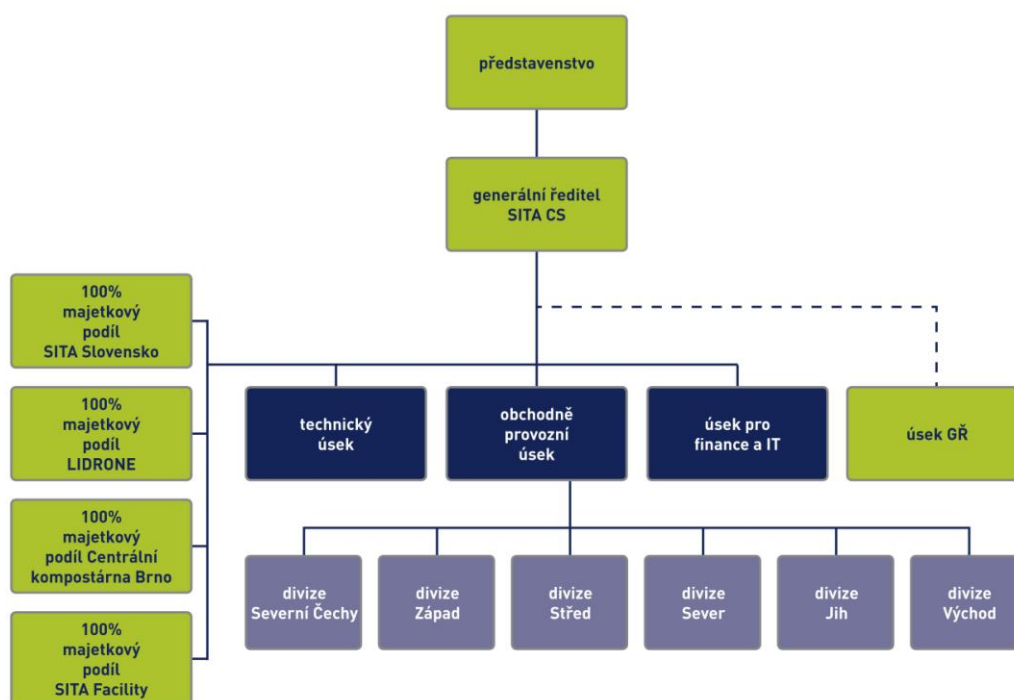 představenstvo
generální ředitel
SITA CS
100%
majetkový
podíl
SITA Slovensko
100%
majetkový
podíl
LIDRONE
100%
majetkový
podíl Centrální
kompostárna Brno
100%
majetkový
podíl
SITA Facility
technický
úsek
obchodně
provozní
úsek
úsek pro
finance a IT
úsek GŘ
divize
Severní Čechy
divize
Západ
divize
Střed
divize
Sever
divize
Jih
divize
Východ